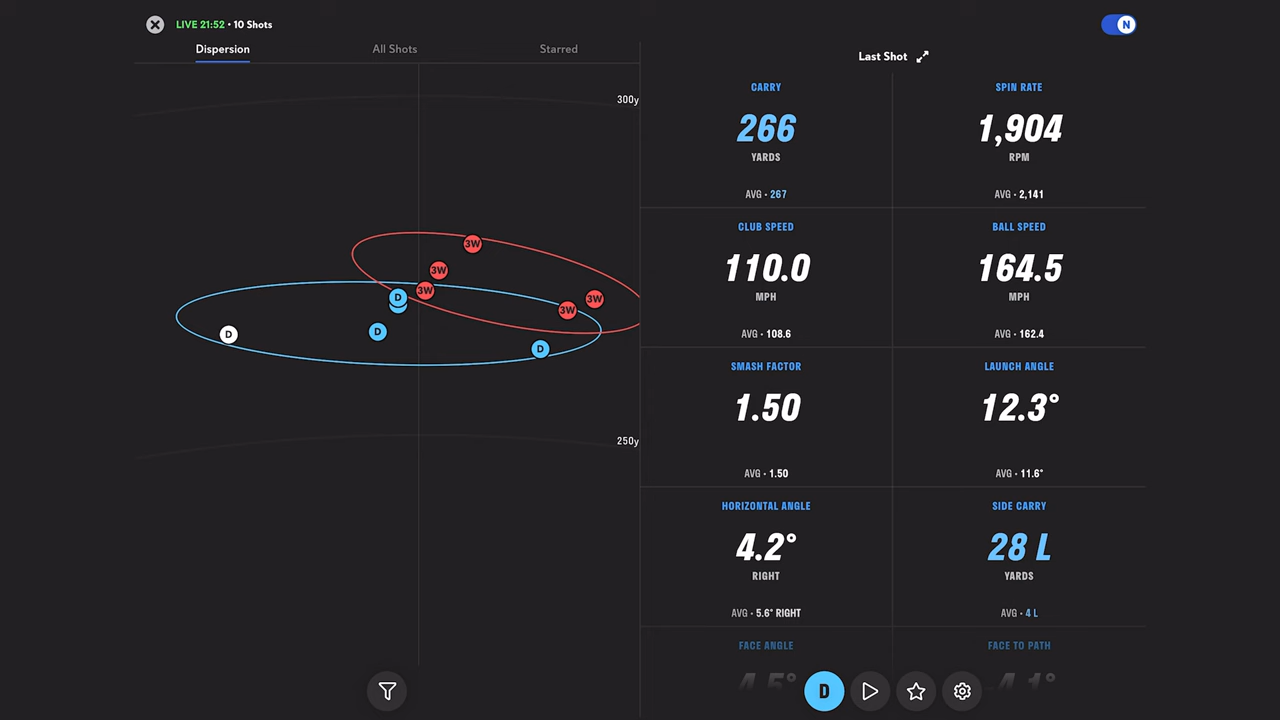 LIVE 21:52 • 10 Shots
N
Dispersion
All Shots
Starred
Last Shot
300y
250y
3W
3W
3W
3W
3W
D
D
D
D
CARRY
266
YARDS
AVG • 267
SPIN RATE
1,904
RPM
AVG • 2,141
CLUB SPEED
110.0
MPH
AVG • 108.6
BALL SPEED
164.5
MPH
AVG • 162.4
SMASH FACTOR
1.50
AVG • 1.50
LAUNCH ANGLE
12.3°
AVG • 11.6°
HORIZONTAL ANGLE
4.2°
RIGHT
AVG • 5.6° RIGHT
SIDE CARRY
28 L
YARDS
AVG • 4 L
FACE ANGLE
FACE TO PATH
D